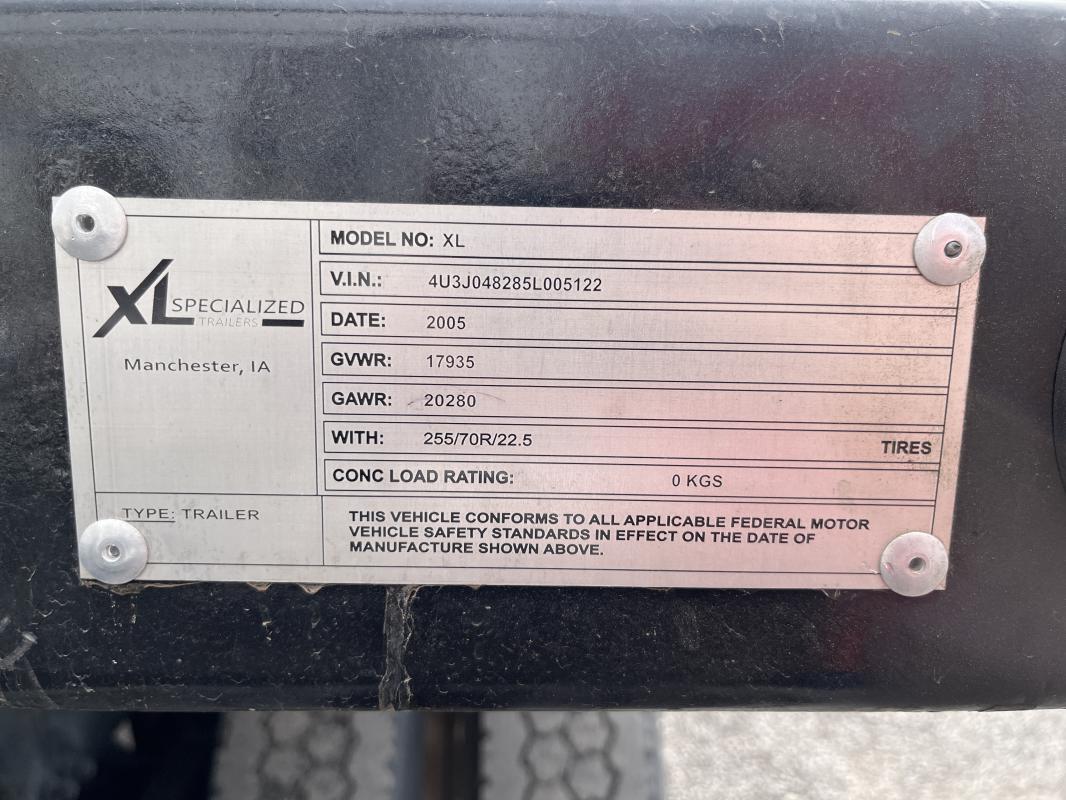 XL SPECIALIZED
TRAILERS
Manchester, IA
MODEL NO: XL
V.I.N.: 4U3J048285L005122
DATE: 2005
GVWR: 17935
GAWR: 20280
WITH: 255/70R/22.5 TIRES
CONC LOAD RATING: 0 KGS
TYPE: TRAILER
THIS VEHICLE CONFORMS TO ALL APPLICABLE FEDERAL MOTOR
VEHICLE SAFETY STANDARDS IN EFFECT ON THE DATE OF
MANUFACTURE SHOWN ABOVE.